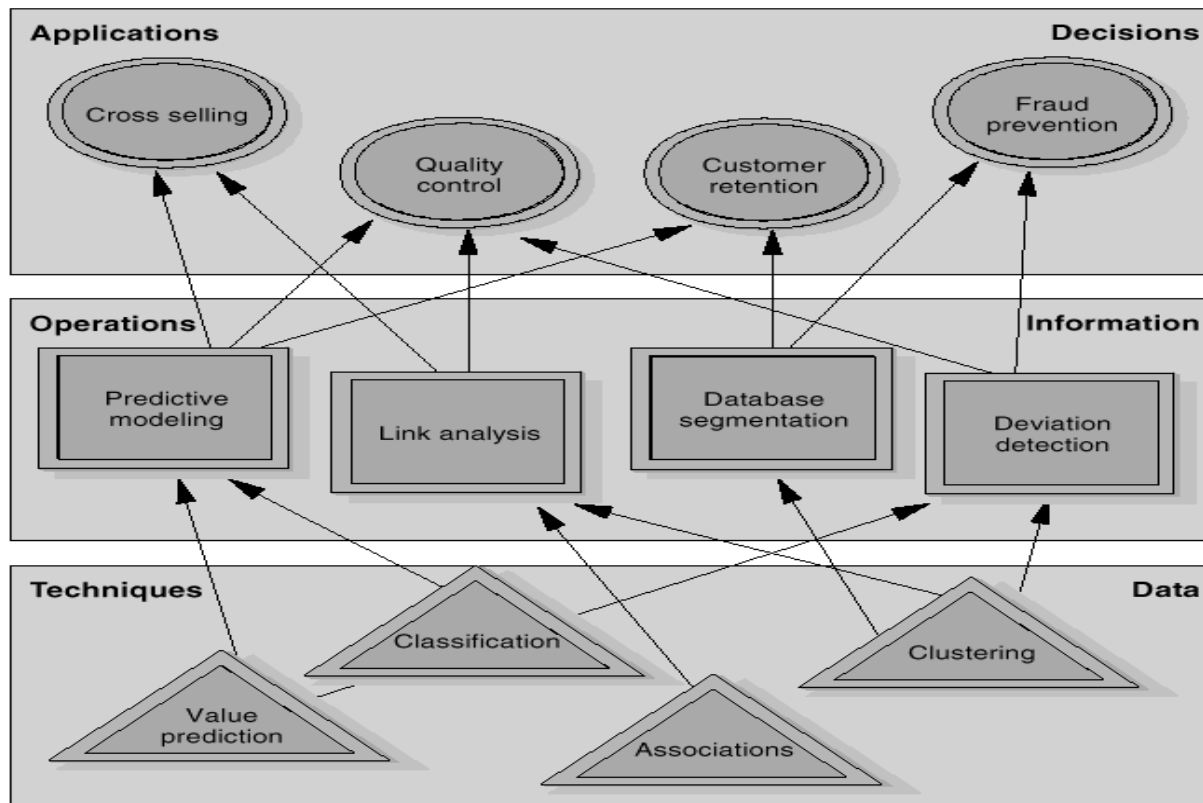 Applications
Decisions
Cross selling
Fraud
prevention
Quality
control
Customer
retention
Operations
Information
Predictive
modeling
Link analysis
Database
segmentation
Deviation
detection
Techniques
Data
Classification
Clustering
Value
prediction
Associations